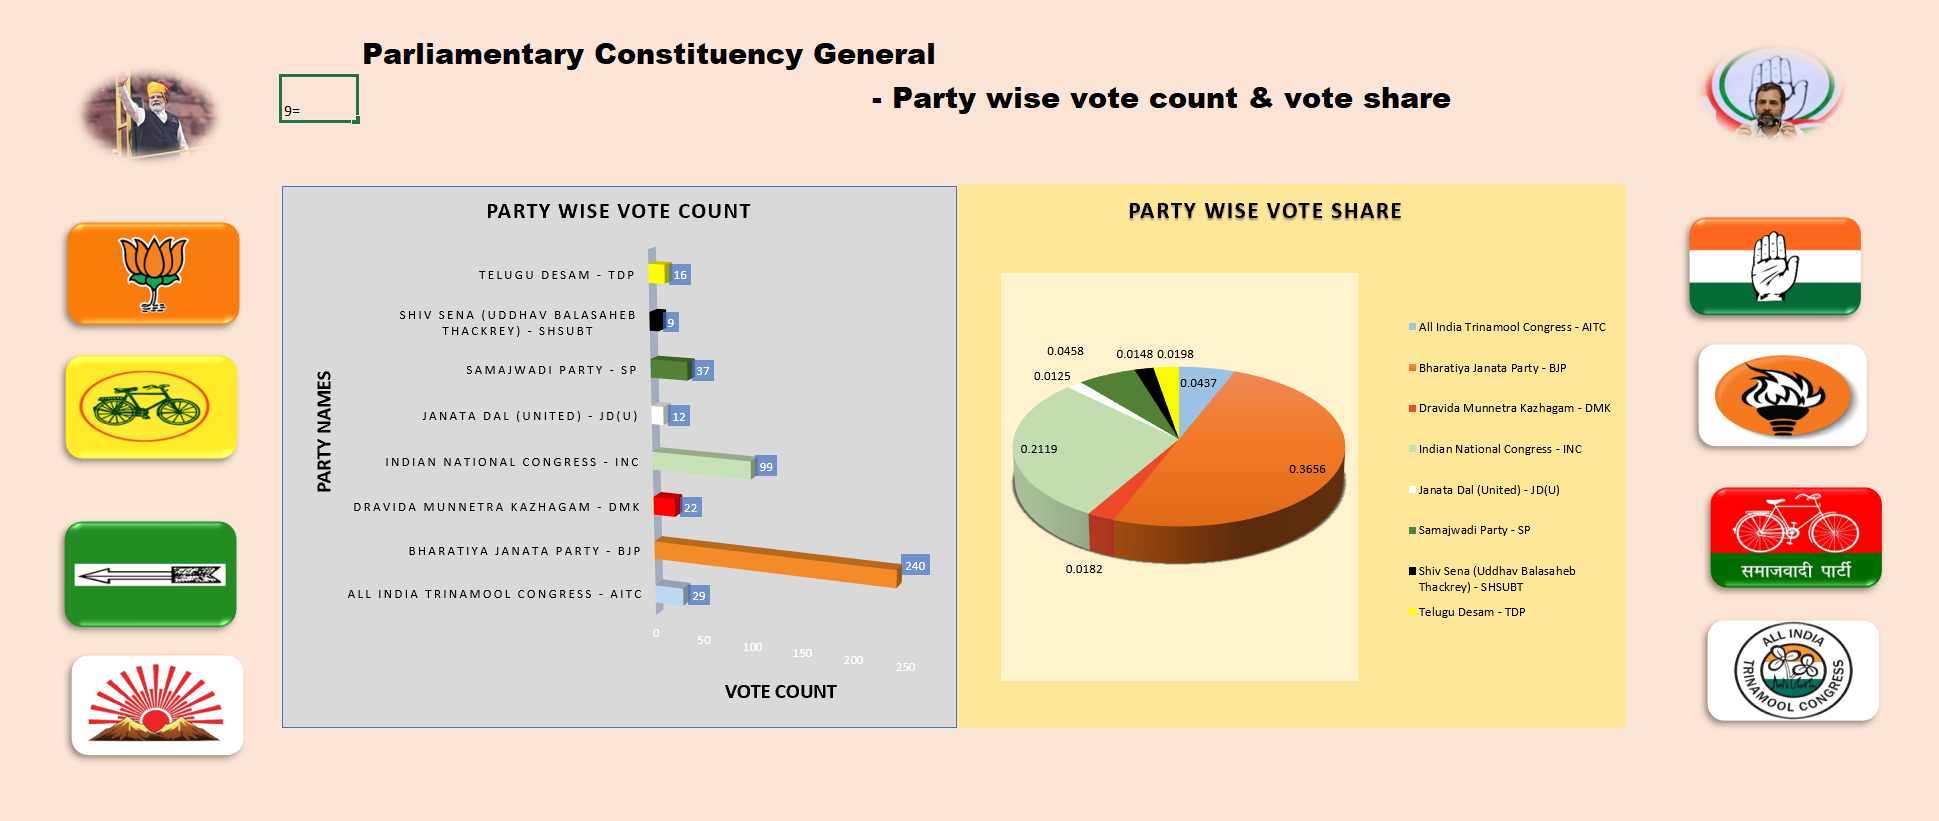 Parliamentary Constituency General
9=
- Party wise vote count & vote share
PARTY WISE VOTE COUNT
PARTY NAMES
TELUGU DESAM - TDP
16
SHIV SENA (UDDHAV BALASAHEB
THACKREY) - SHSUBT
9
SAMAJWADI PARTY - SP
37
JANATA DAL (UNITED) - JD(U)
12
INDIAN NATIONAL CONGRESS - INC
99
DRAVIDA MUNNETRA KAZHAGAM - DMK
22
BHARATIYA JANATA PARTY - BJP
240
ALL INDIA TRINAMOOL CONGRESS - AITC
29
0
50
100
150
200
250
VOTE COUNT
PARTY WISE VOTE SHARE
0.0458
0.0148
0.0198
0.0125
0.0437
0.2119
0.3656
0.0182
All India Trinamool Congress - AITC
Bharatiya Janata Party - BJP
Dravida Munnetra Kazhagam - DMK
Indian National Congress - INC
Janata Dal (United) - JD(U)
Samajwadi Party - SP
Shiv Sena (Uddhav Balasaheb
Thackrey) - SHSUBT
Telugu Desam - TDP
समाजवादी पार्टी
ALL INDIA
TRINAMOOL CONGRESS